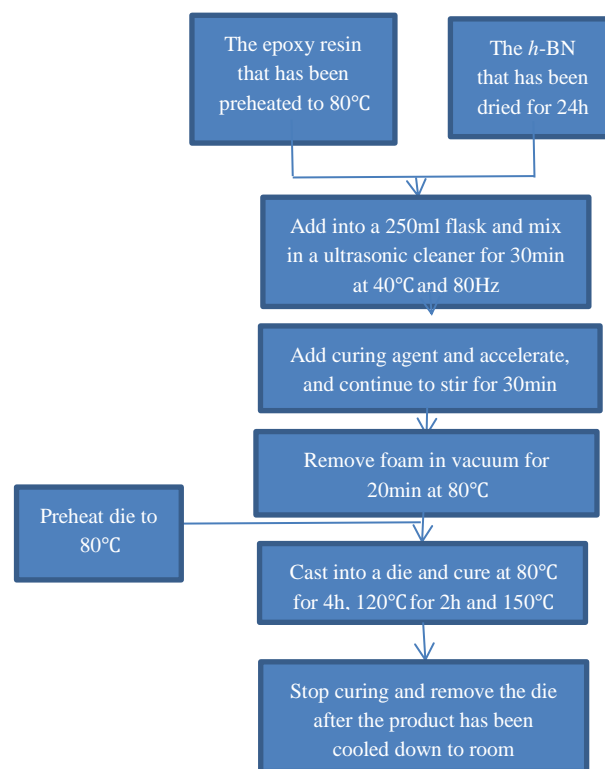 The epoxy resin
that has been
preheated to 80℃
The h-BN
that has been
dried for 24h
Add into a 250ml flask and mix
in a ultrasonic cleaner for 30min
at 40℃ and 80Hz
Add curing agent and accelerate,
and continue to stir for 30min
Remove foam in vacuum for
20min at 80℃
Preheat die to
80℃
Cast into a die and cure at 80℃
for 4h, 120℃ for 2h and 150℃
Stop curing and remove the die
after the product has been
cooled down to room